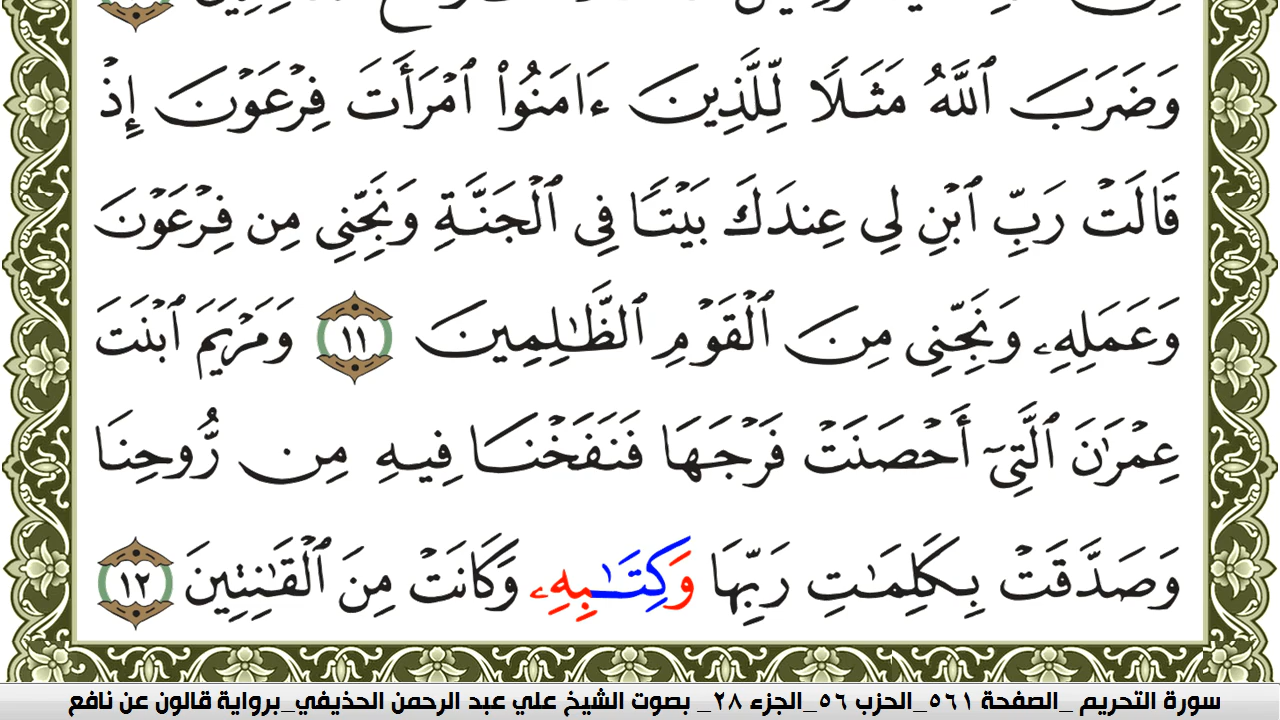 وَضَرَبَ ٱللَّهُ مَثَلًا لِّلَّذِينَ ءَامَنُوا۟ ٱمْرَأَتَ فِرْعَوْنَ إِذْ
قَالَتْ رَبِّ ٱبْنِ لِى عِندَكَ بَيْتًا فِى ٱلْجَنَّةِ وَنَجِّنِى مِن فِرْعَوْنَ
وَعَمَلِهِۦ وَنَجِّنِى مِنَ ٱلْقَوْمِ ٱلظَّٰلِمِينَ ١١ وَمَرْيَمَ ٱبْنَتَ
عِمْرَٰنَ ٱلَّتِىٓ أَحْصَنَتْ فَرْجَهَا فَنَفَخْنَا فِيهِ مِن رُّوحِنَا
وَصَدَّقَتْ بِكَلِمَٰتِ رَبِّهَا وَكِتَٰبِهِۦ وَكَانَتْ مِنَ ٱلْقَٰنِتِينَ ١٢
سورة التحريم _الصفحة ٥٦١_الحزب ٥٦_الجزء ٢٨_ بصوت الشيخ علي عبد الرحمن الحذيفي_برواية قالون عن نافع